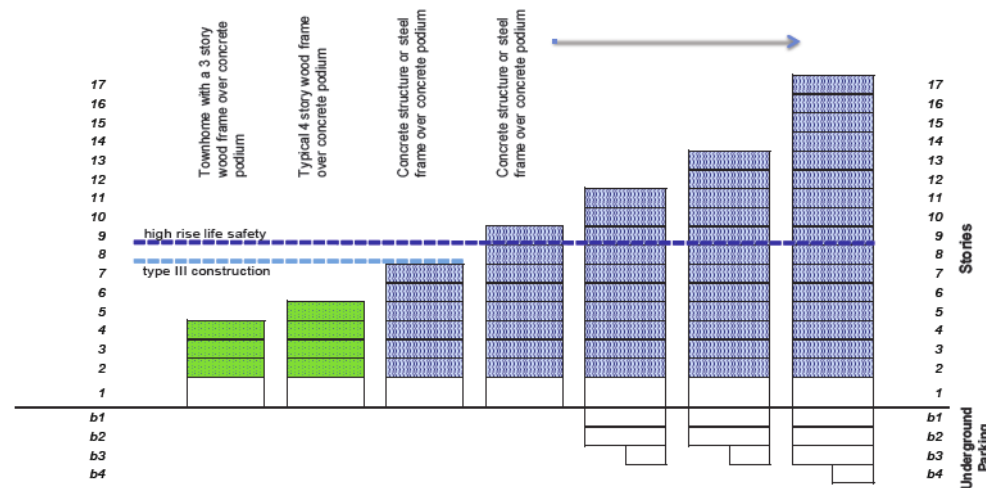 Townhome with a 3 story
wood frame over concrete
podium
Typical 4 story wood frame
over concrete podium
Concrete structure or steel
frame over concrete podium
Concrete structure or steel
frame over concrete podium
17
16
15
14
13
12
11
10
9
8
7
6
5
4
3
2
1
b1
b2
b3
b4
high rise life safety
type III construction
17
16
15
14
13
12
11
10
9
8
7
6
5
4
3
2
1
b1
b2
b3
b4
Stories
Underground
Parking